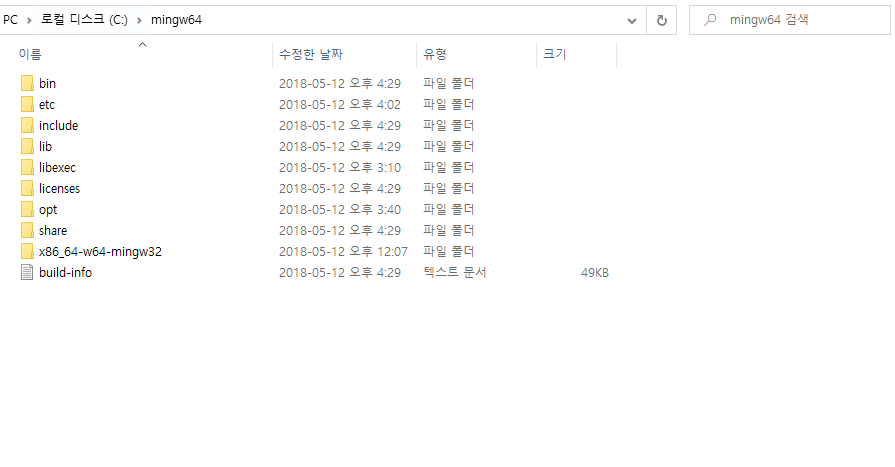 PC > 로컬 디스크 (C:) > mingw64 mingw64 검색
이름 수정한 날짜 유형 크기
bin 2018-05-12 오후 4:29 파일 폴더
etc 2018-05-12 오후 4:02 파일 폴더
include 2018-05-12 오후 4:29 파일 폴더
lib 2018-05-12 오후 4:29 파일 폴더
libexec 2018-05-12 오후 3:10 파일 폴더
licenses 2018-05-12 오후 4:29 파일 폴더
opt 2018-05-12 오후 3:40 파일 폴더
share 2018-05-12 오후 4:29 파일 폴더
x86_64-w64-mingw32 2018-05-12 오후 12:07 파일 폴더
build-info 2018-05-12 오후 4:29 텍스트 문서 49KB